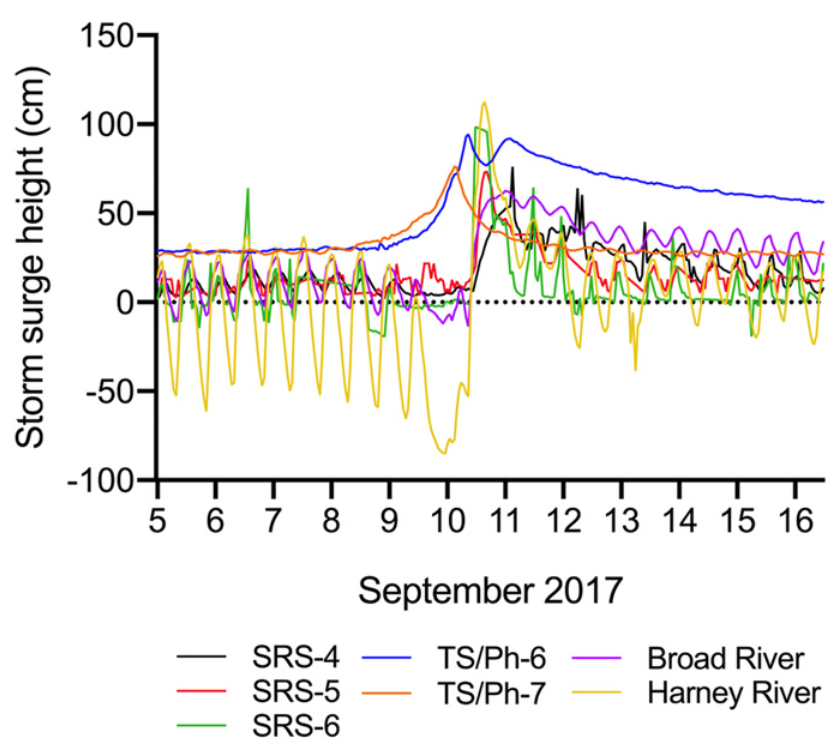 150
100
50
0
-50
-100
Storm surge height (cm)
5 6 7 8 9 10 11 12 13 14 15 16
September 2017
SRS-4 TS/Ph-6 Broad River
SRS-5 TS/Ph-7 Harney River
SRS-6